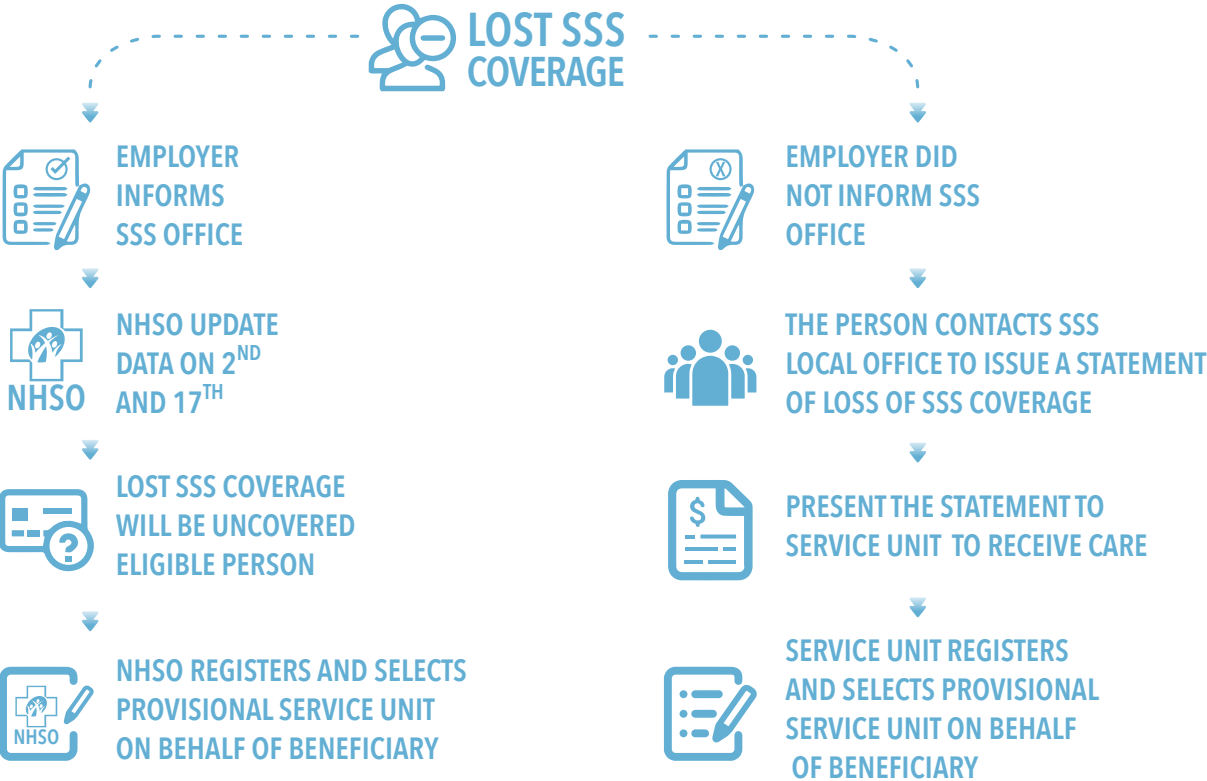 LOST SSS
COVERAGE
EMPLOYER
INFORMS
SSS OFFICE
NHSO
NHSO UPDATE
DATA ON 2ND
AND 17TH
?
LOST SSS COVERAGE
WILL BE UNCOVERED
ELIGIBLE PERSON
NHSO
NHSO REGISTERS AND SELECTS
PROVISIONAL SERVICE UNIT
ON BEHALF OF BENEFICIARY
X
EMPLOYER DID
NOT INFORM SSS
OFFICE
THE PERSON CONTACTS SSS
LOCAL OFFICE TO ISSUE A STATEMENT
OF LOSS OF SSS COVERAGE
$
PRESENT THE STATEMENT TO
SERVICE UNIT TO RECEIVE CARE
SERVICE UNIT REGISTERS
AND SELECTS PROVISIONAL
SERVICE UNIT ON BEHALF
OF BENEFICIARY